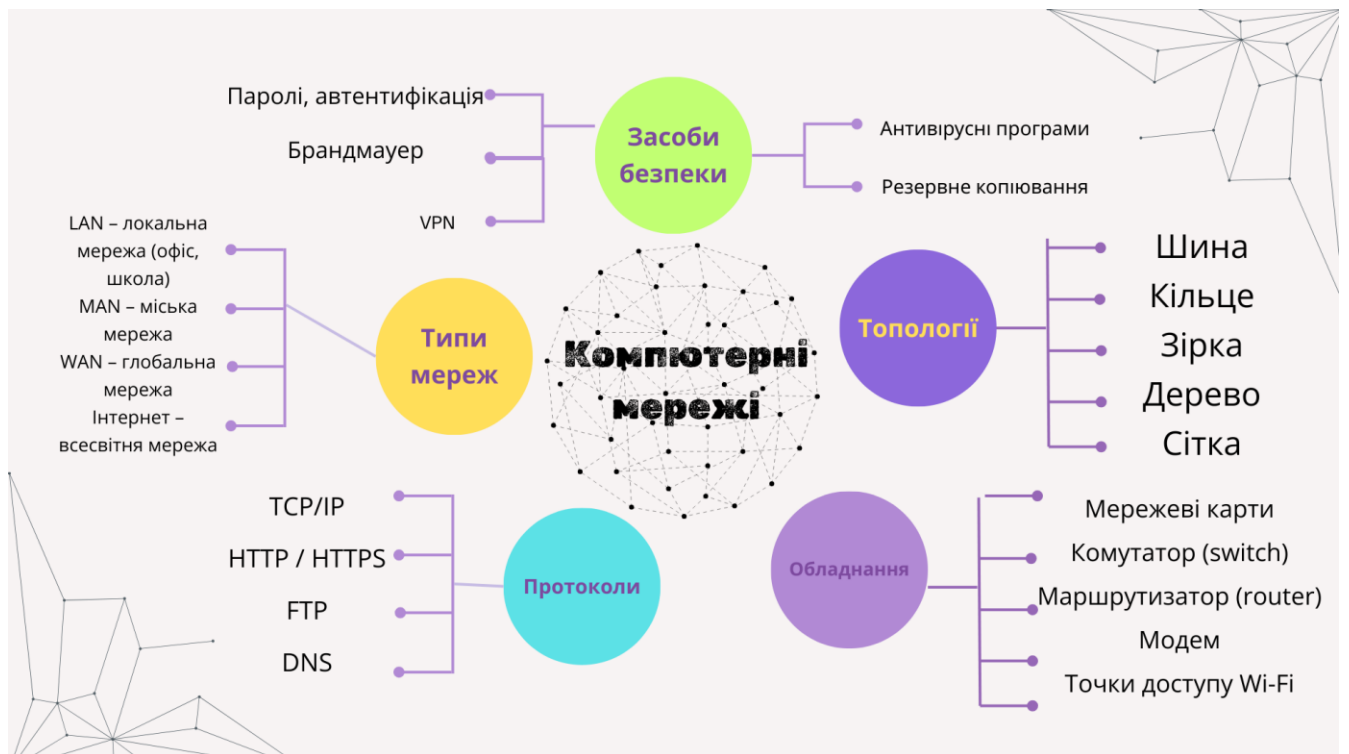 Паролі, автентифікація
Брандмауер
VPN
Засоби
безпеки
Антивірусні програми
Резервне копіювання
LAN – локальна
мережа (офіс,
школа)
MAN – міська
мережа
WAN – глобальна
мережа
Інтернет –
всесвітня мережа
Типи
мереж
Компютерні
мережі
Топології
Шина
Кільце
Зірка
Дерево
Сітка
TCP/IP
HTTP / HTTPS
FTP
DNS
Протоколи
Обладнання
Мережеві карти
Комутатор (switch)
Маршрутизатор (router)
Модем
Точки доступу Wi-Fi